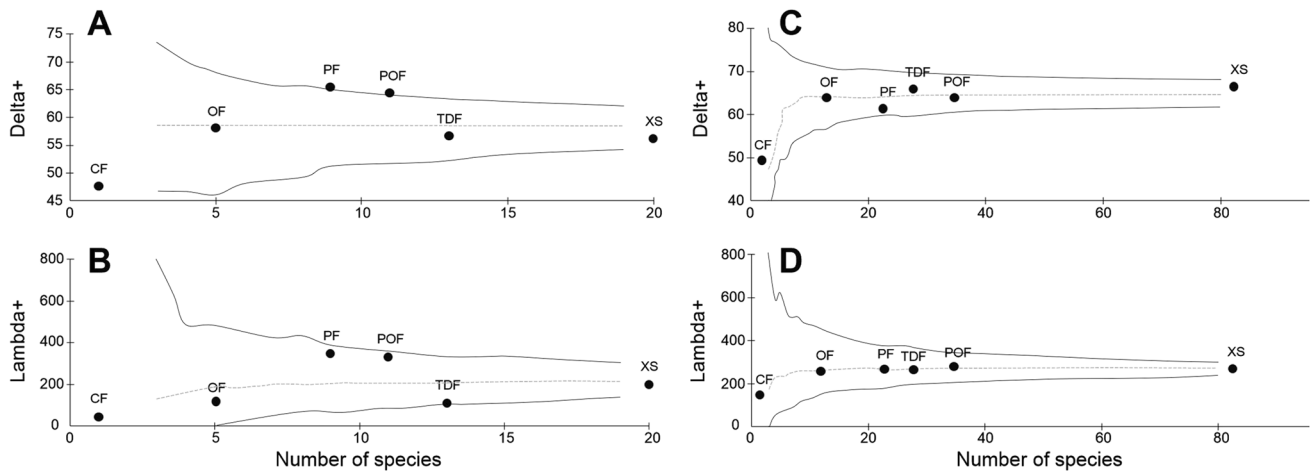 A
Delta+
75
70
65
60
55
50
45
0
5
10
15
20
CF
OF
PF
POF
TDF
XS
B
Lambda+
800
600
400
200
0
0
5
10
15
20
CF
OF
PF
POF
TDF
XS
Number of species
C
Delta+
80
70
60
50
40
0
20
40
60
80
CF
OF
PF
TDF
POF
XS
D
Lambda+
800
600
400
200
0
0
20
40
60
80
CF
OF
PF
TDF
POF
XS
Number of species